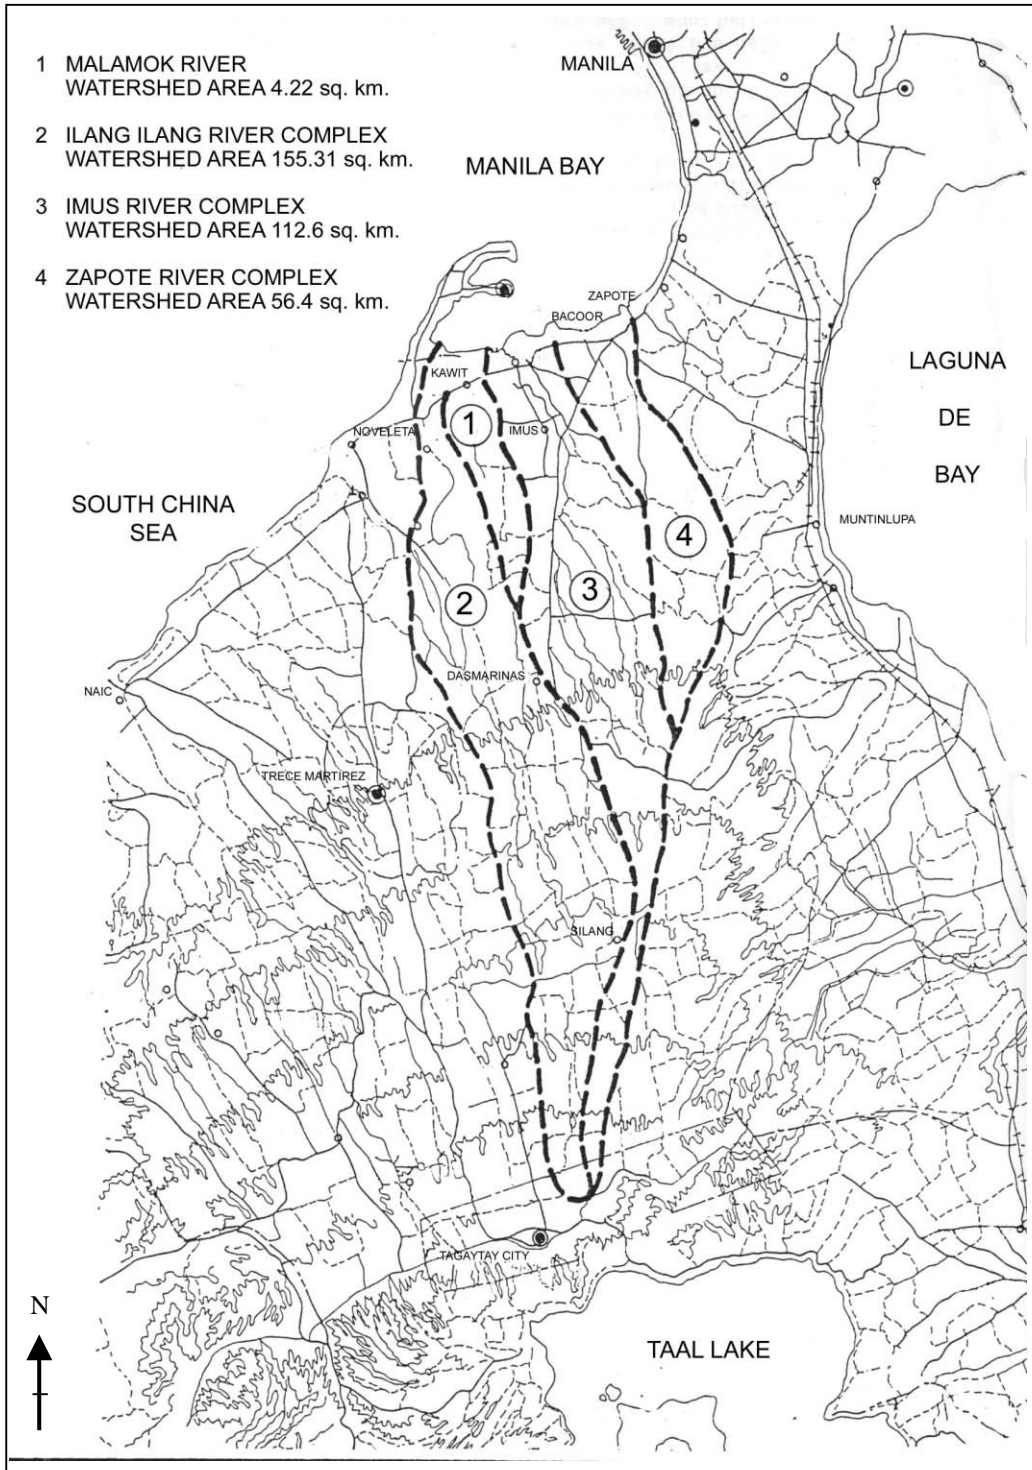 1 MALAMOK RIVER
WATERSHED AREA 4.22 sq. km.
2 ILANG ILANG RIVER COMPLEX
WATERSHED AREA 155.31 sq. km.
3 IMUS RIVER COMPLEX
WATERSHED AREA 112.6 sq. km.
4 ZAPOTE RIVER COMPLEX
WATERSHED AREA 56.4 sq. km.
MANILA
MANILA BAY
ZAPOTE
BACOOR
KAWIT
LAGUNA
DE
BAY
1
NOVELETA
IMUS
SOUTH CHINA
SEA
MUNTINLUPA
4
3
2
DASMARINAS
NAIC
TRECE MARTIREZ
SILANG
TAGAYTAY CITY
N
TAAL LAKE